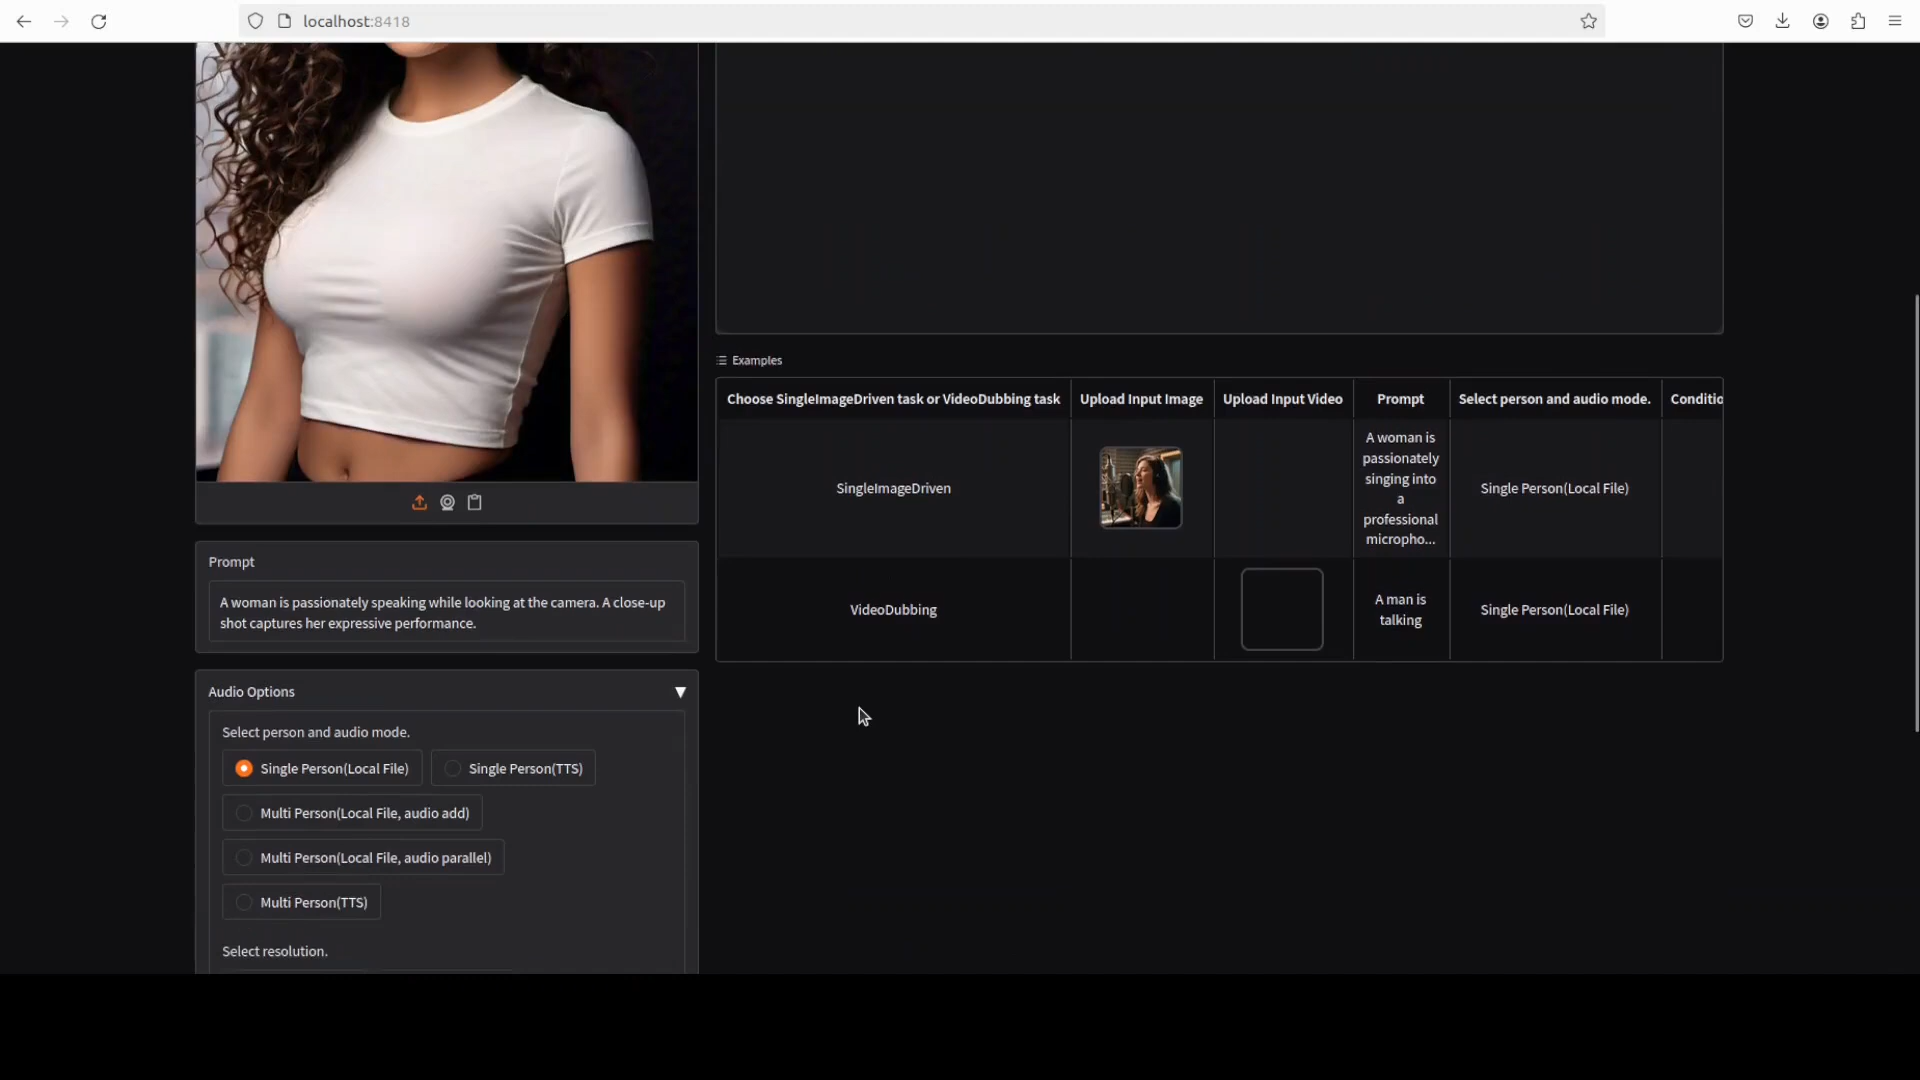 localhost:8418
Examples
Choose SingleImageDriven task or VideoDubbing task Upload Input Image Upload Input Video Prompt Select person and audio mode. Conditio
SingleImageDriven
A woman is
passionately
singing into
a
professional
micropho...
Single Person(Local File)
VideoDubbing
A man is
talking
Single Person(Local File)
Prompt
A woman is passionately speaking while looking at the camera. A close-up
shot captures her expressive performance.
Audio Options
Select person and audio mode.
Single Person(Local File) Single Person(TTS)
Multi Person(Local File, audio add)
Multi Person(Local File, audio parallel)
Multi Person(TTS)
Select resolution.